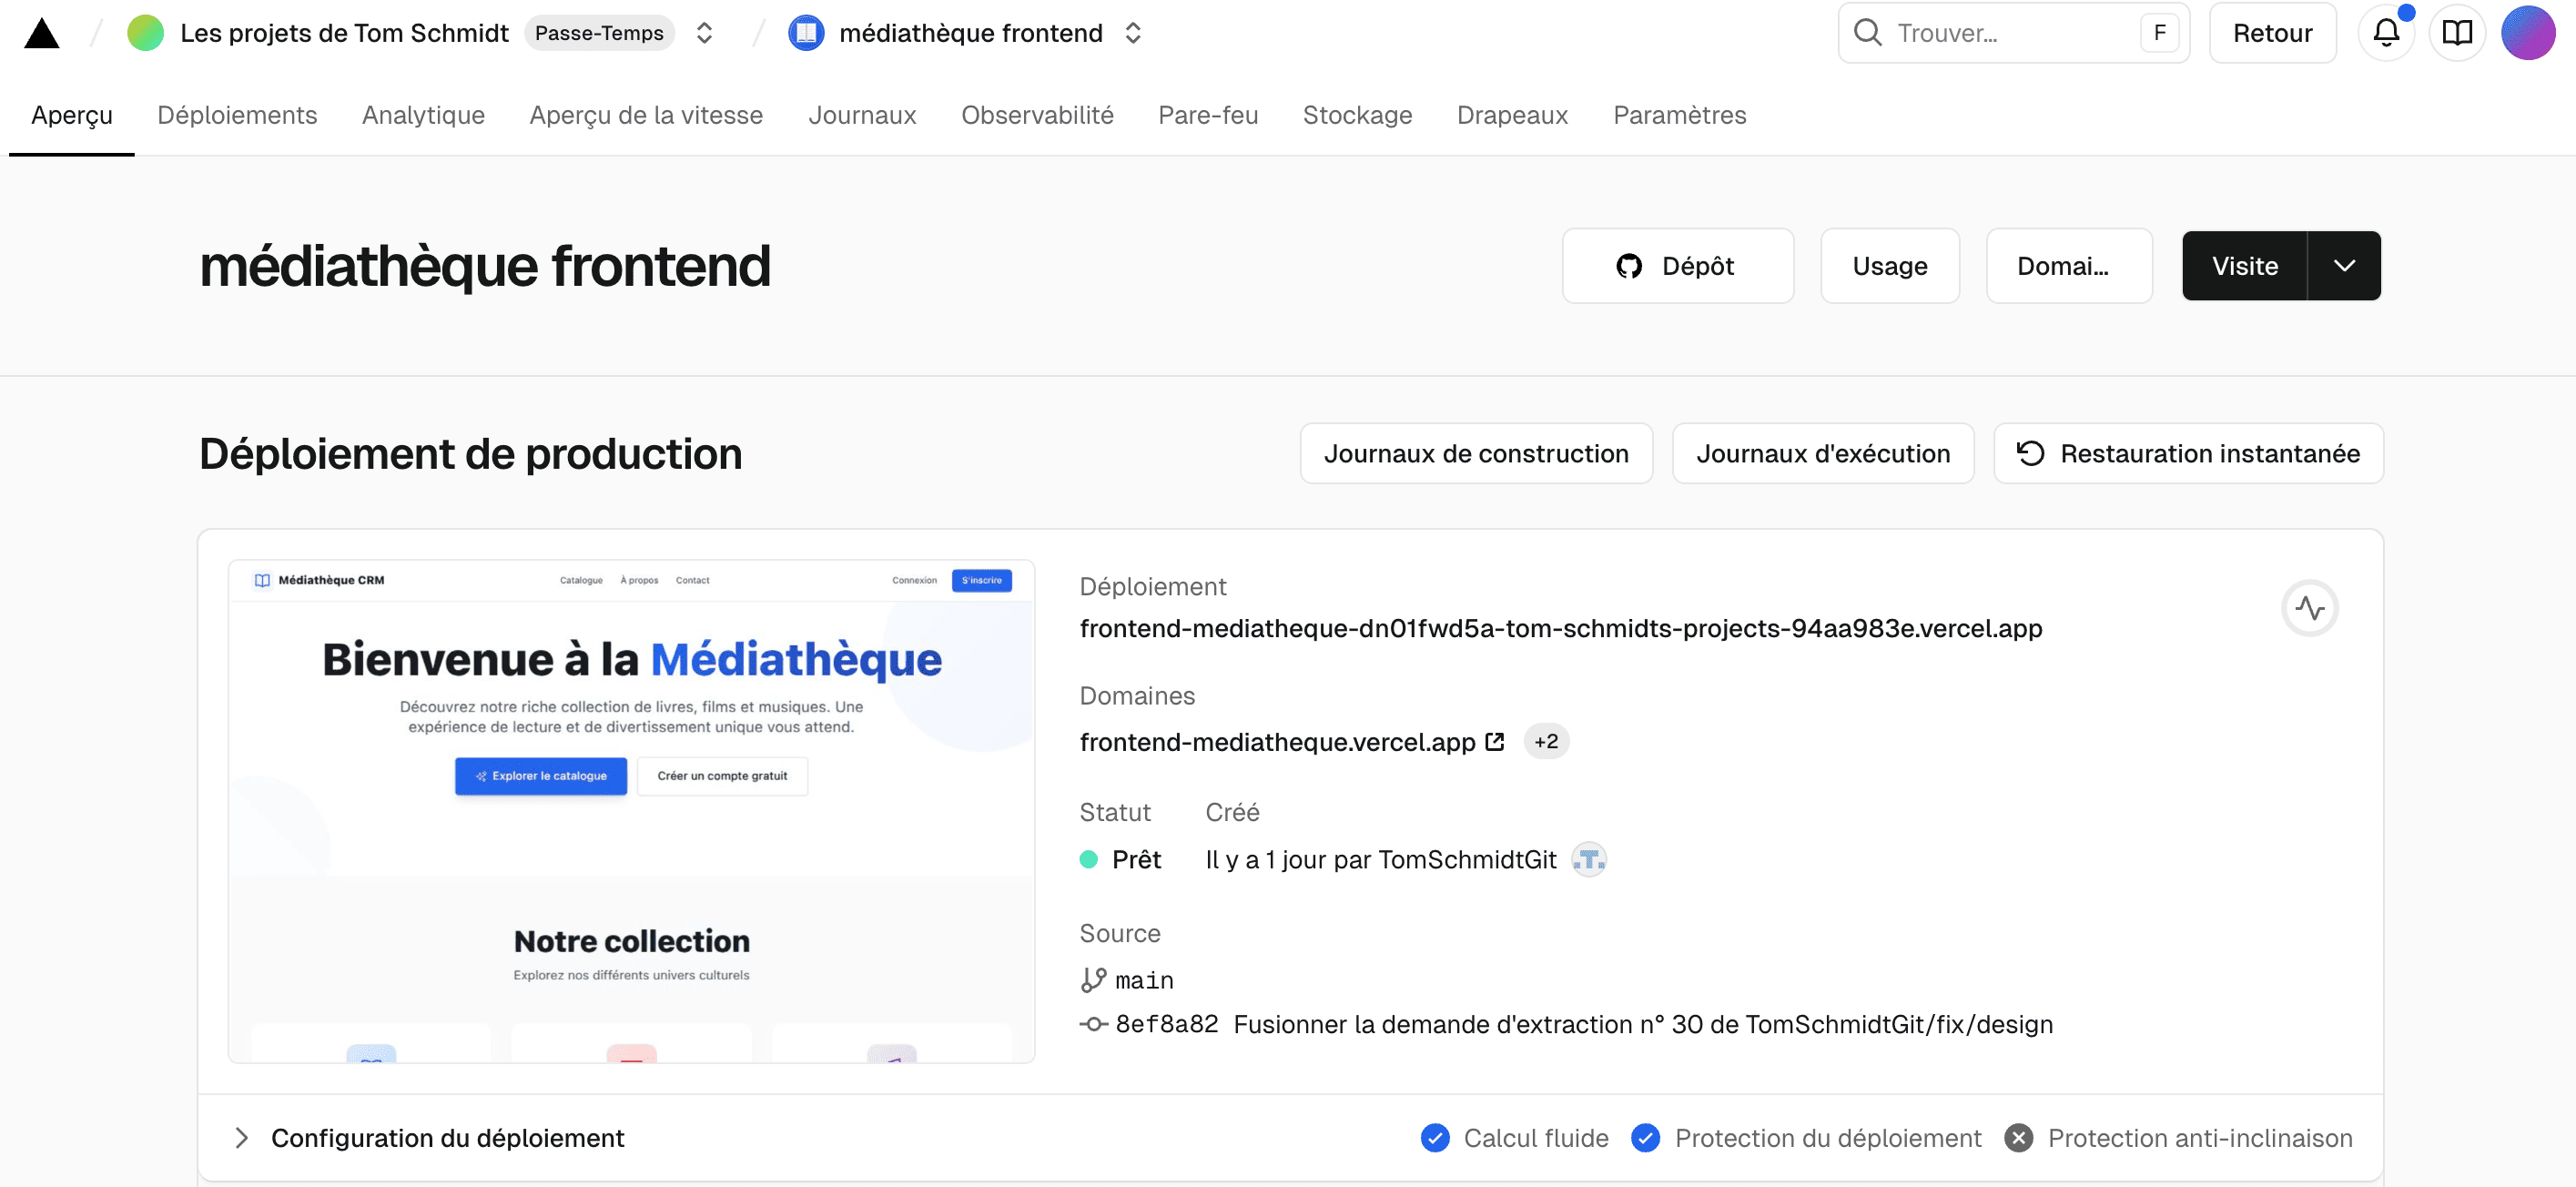 Les projets de Tom Schmidt Passe-Temps médiathèque frontend Trouver... F Retour
Aperçu Déploiements Analytique Aperçu de la vitesse Journaux Observabilité Pare-feu Stockage Drapeaux Paramètres
médiathèque frontend Dépôt Usage Domai... Visite
Déploiement de production Journaux de construction Journaux d'exécution Restauration instantanée
Médiathèque CRM Catalogue À propos Contact Connexion S'inscrire
Bienvenue à la Médiathèque
Découvrez notre riche collection de livres, films et musiques. Une
expérience de lecture et de divertissement unique vous attend.
Explorer le catalogue Créer un compte gratuit
Notre collection
Explorez nos différents univers culturels
Déploiement
frontend-mediatheque-dn01fwd5a-tom-schmidts-projects-94aa983e.vercel.app
Domaines
frontend-mediatheque.vercel.app +2
Statut Créé
Prêt Il y a 1 jour par TomSchmidtGit
Source
main
8ef8a82 Fusionner la demande d'extraction n° 30 de TomSchmidtGit/fix/design
Configuration du déploiement Calcul fluide Protection du déploiement Protection anti-inclinaison